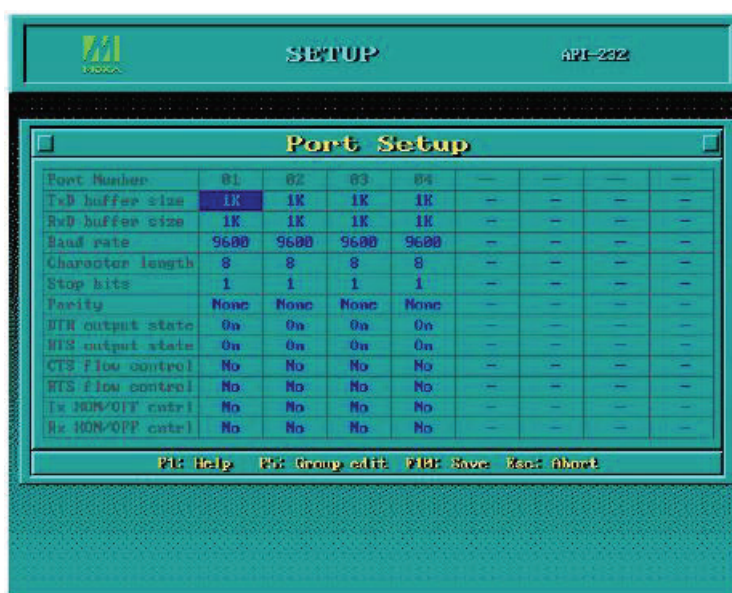 MOXA
SETUP
API-232
Port Setup
Port Number 01 02 03 04 — — — —
TxD buffer size 1K 1K 1K 1K — — — —
RxD buffer size 1K 1K 1K 1K — — — —
Baud rate 9600 9600 9600 9600 — — — —
Character length 8 8 8 8 — — — —
Stop bits 1 1 1 1 — — — —
Parity None None None None — — — —
DTR output state On On On On — — — —
RTS output state On On On On — — — —
CTS flow control No No No No — — — —
RTS flow control No No No No — — — —
Tx XON/OFF cntrl No No No No — — — —
Rx XON/OFF cntrl No No No No — — — —
F1: Help F5: Group edit F10: Save Esc: Abort